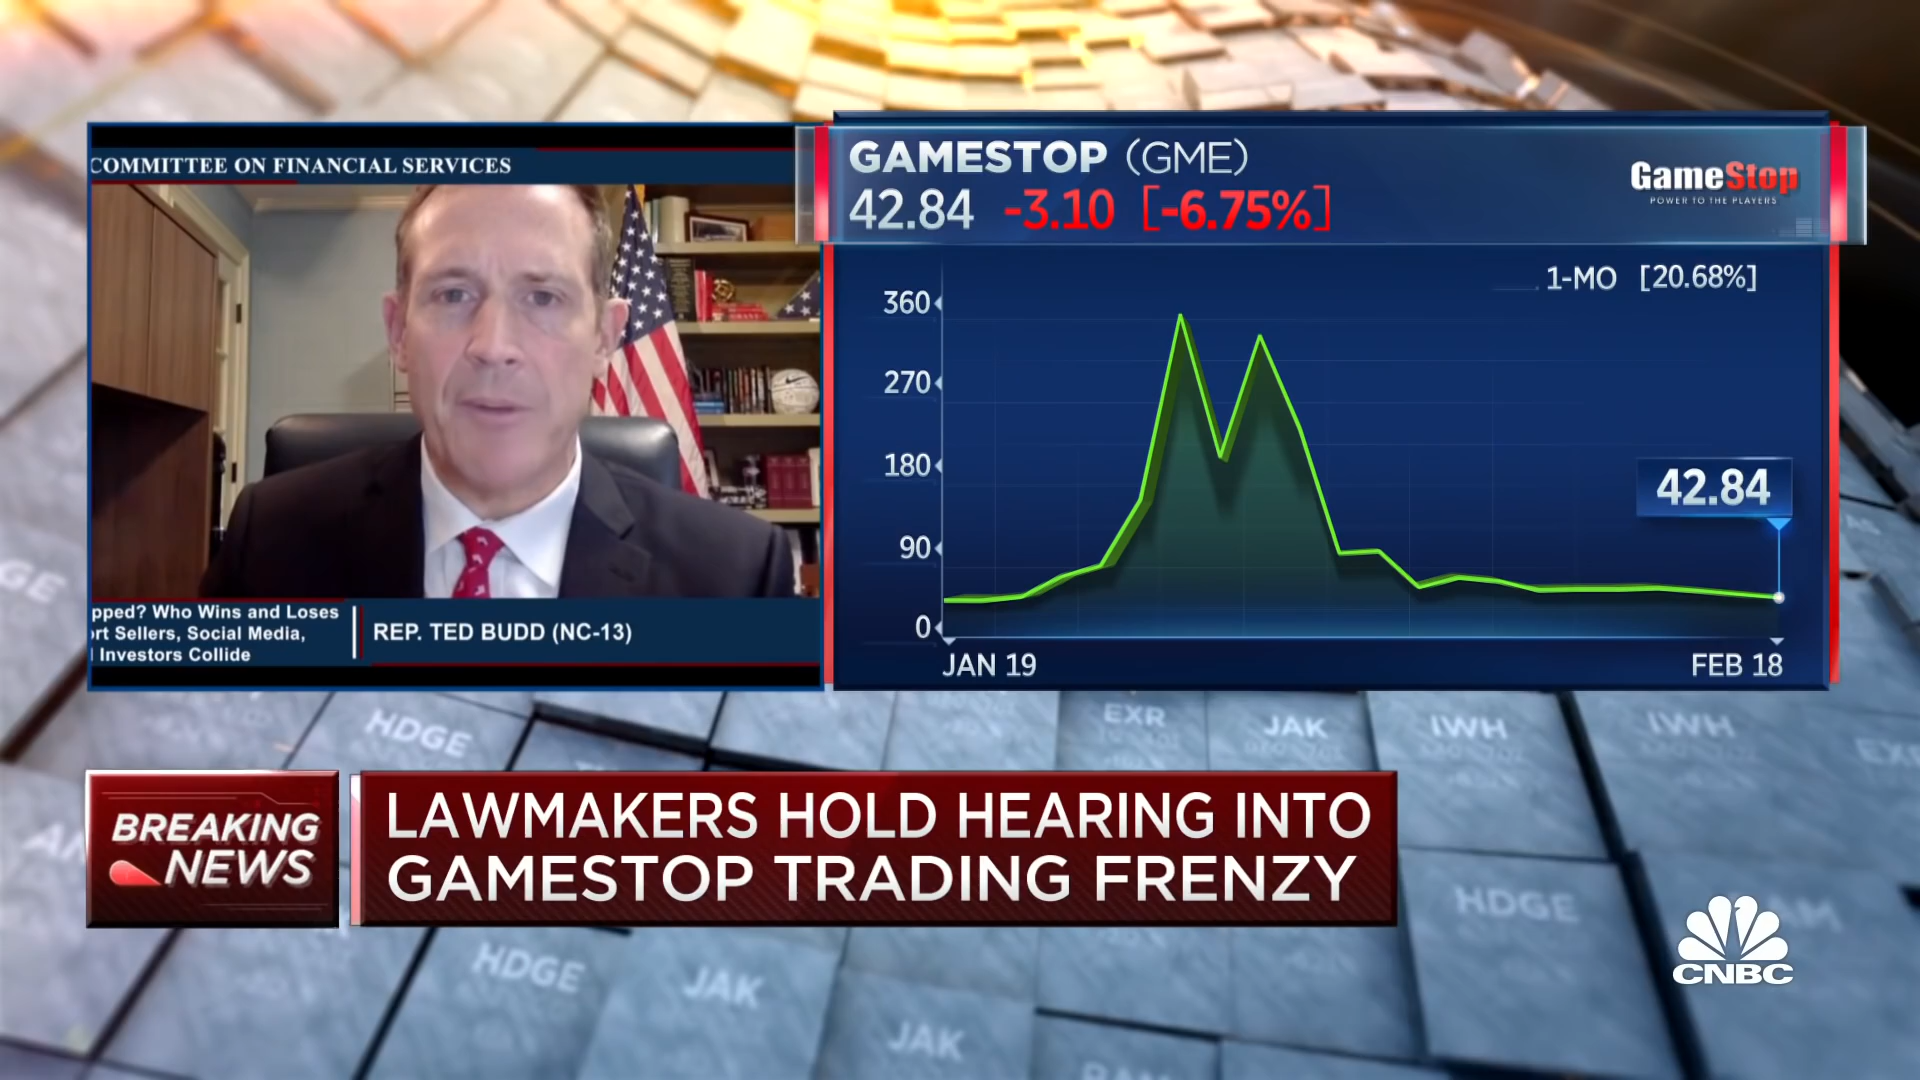 COMMITTEE ON FINANCIAL SERVICES
pped? Who Wins and Loses
rt Sellers, Social Media,
Investors Collide
REP. TED BUDD (NC-13)
GAMESTOP (GME)
42.84 -3.10 [-6.75%]
GameStop
POWER TO THE PLAYERS
1-MO [20.68%]
360
270
180
90
0
42.84
JAN 19
FEB 18
BREAKING
NEWS
LAWMAKERS HOLD HEARING INTO
GAMESTOP TRADING FRENZY
CNBC
HDGE
EXR
JAK
IWH
IWH
HDGE
HDGE
JAK
JAK